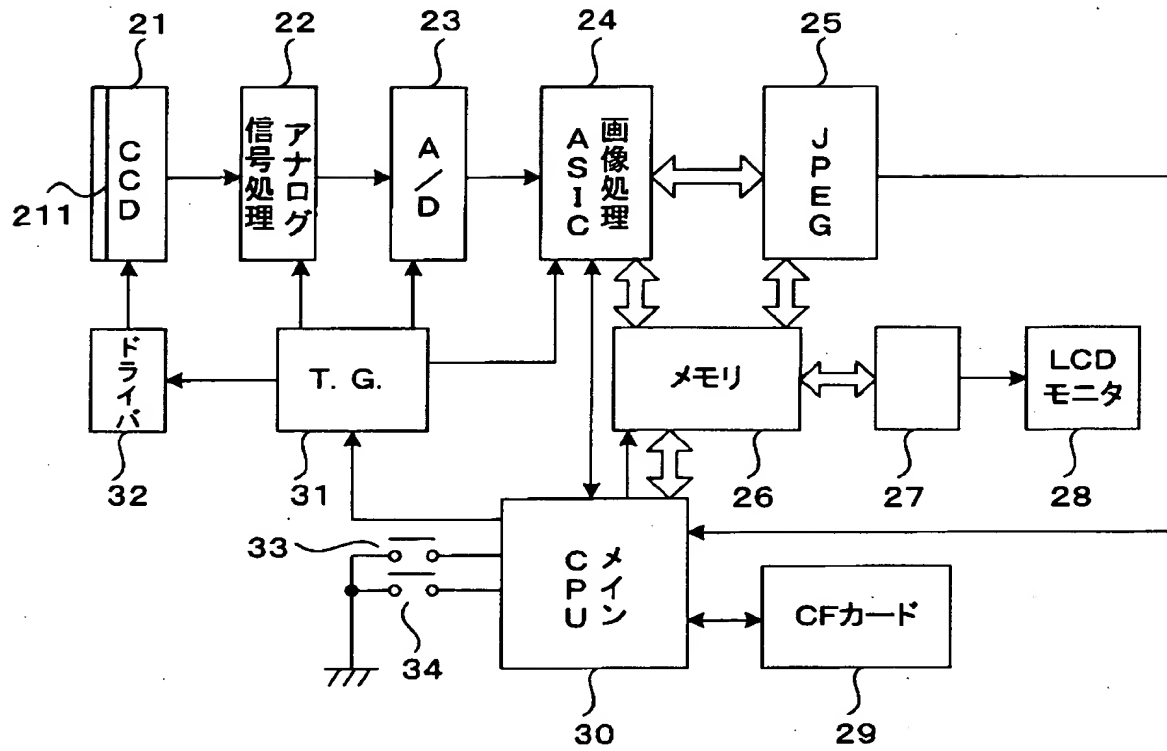 21
22
23
24
25
CCD
アナログ
信号処理
A/D
画像処理
ASIC
JPEG
211
ドライバ
T. G.
メモリ
LCD
モニタ
32
31
26
27
28
33
34
メイン
CPU
CFカード
30
29